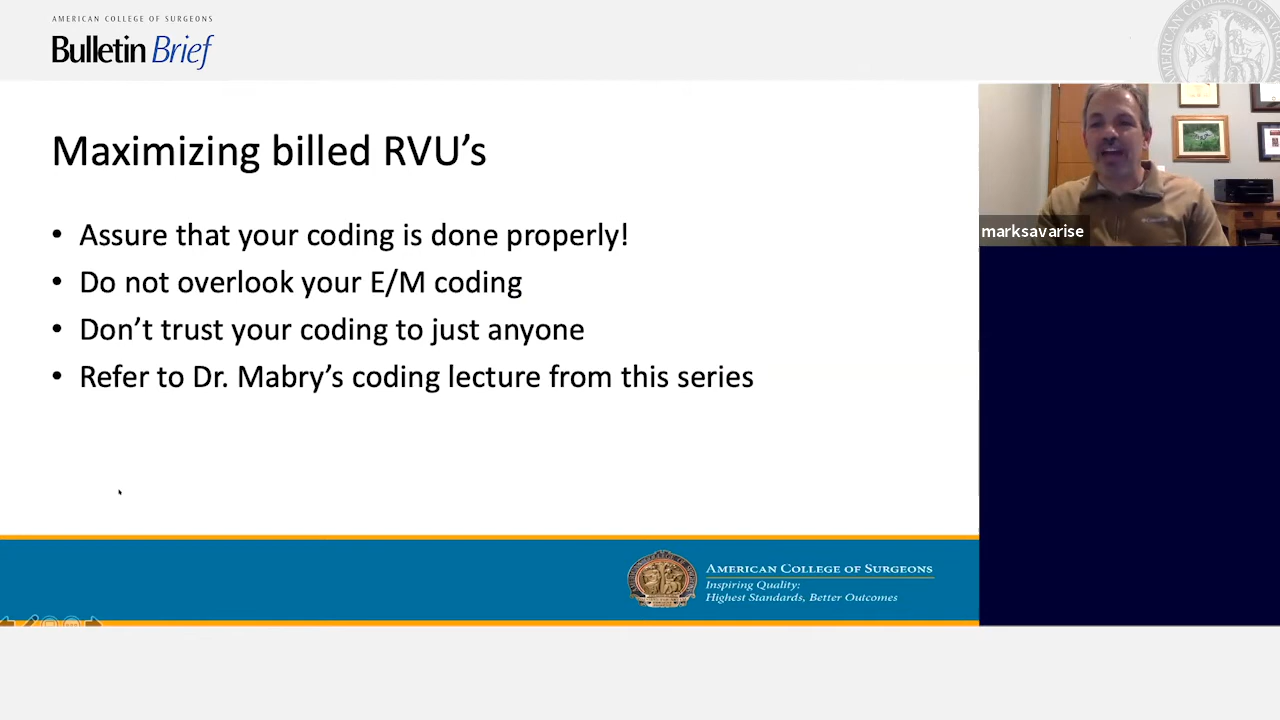 AMERICAN COLLEGE OF SURGEONS
Bulletin Brief
Maximizing billed RVU’s
• Assure that your coding is done properly!
• Do not overlook your E/M coding
• Don’t trust your coding to just anyone
• Refer to Dr. Mabry’s coding lecture from this series
marksavarise
AMERICAN COLLEGE OF SURGEONS
Inspiring Quality:
Highest Standards, Better Outcomes